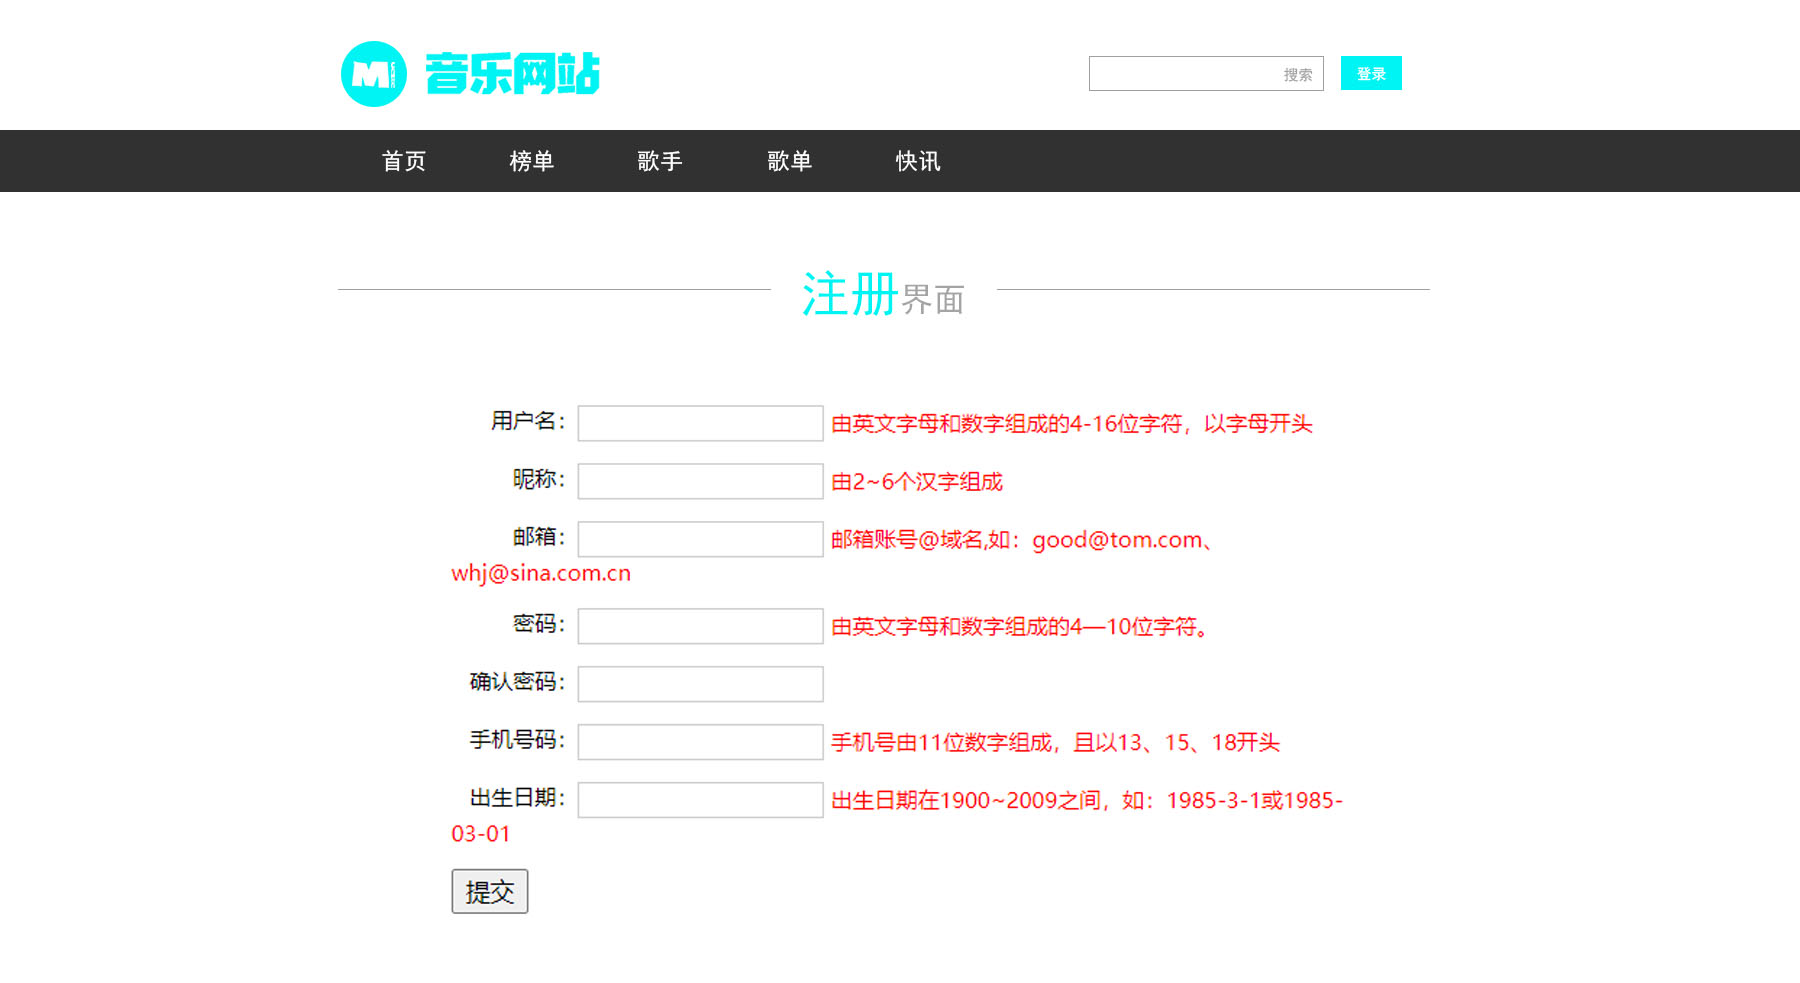 M 音乐网站 搜索 登录
首页 榜单 歌手 歌单 快讯
注册界面
用户名： 由英文字母和数字组成的4-16位字符，以字母开头
昵称： 由2~6个汉字组成
邮箱： 邮箱账号@域名,如：good@tom.com、
whj@sina.com.cn
密码： 由英文字母和数字组成的4—10位字符。
确认密码：
手机号码： 手机号由11位数字组成，且以13、15、18开头
出生日期： 出生日期在1900~2009之间，如：1985-3-1或1985-
03-01
提交